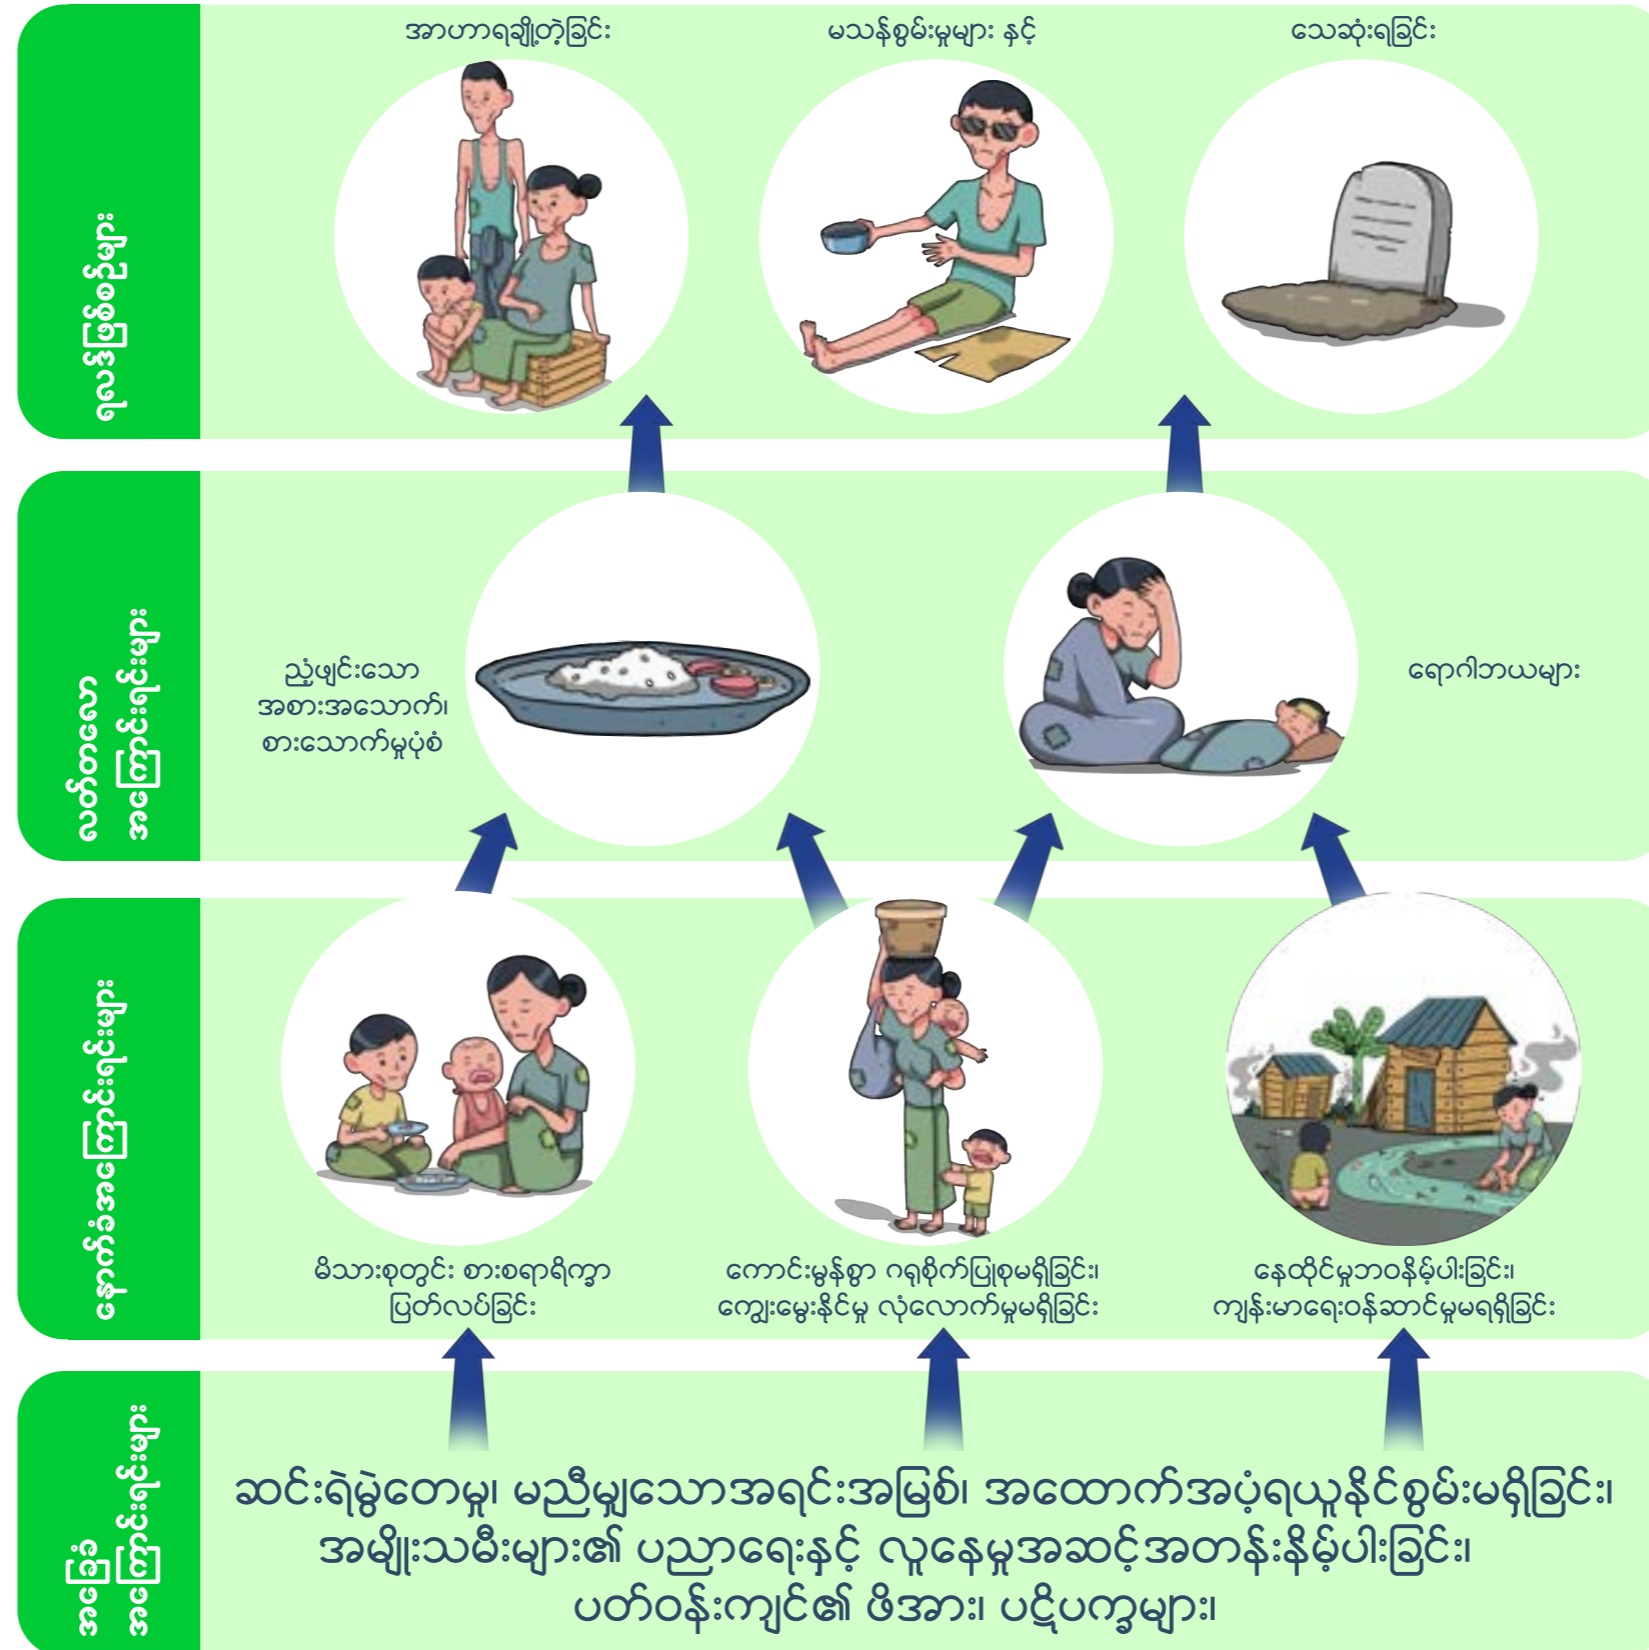 ရလဒ်ဖြစ်စဉ်များ
အာဟာရချို့တဲ့ခြင်း
မသန်စွမ်းမှုများ နှင့်
သေဆုံးရခြင်း
လတ်တလော
အကြောင်းရင်းများ
ညံ့ဖျင်းသော
အစားအသောက်၊
စားသောက်မှုပုံစံ
ရောဂါဘယများ
နောက်ခံအကြောင်းရင်းများ
မိသားစုတွင်း စားစရာရိက္ခာ
ပြတ်လပ်ခြင်း
ကောင်းမွန်စွာ ဂရုစိုက်ပြုစုမရှိခြင်း၊
ကျွေးမွေးနိုင်မှု လုံလောက်မှုမရှိခြင်း
နေထိုင်မှုဘဝနိမ့်ပါးခြင်း၊
ကျန်းမာရေးဝန်ဆောင်မှုမရရှိခြင်း
အခြေခံ
အကြောင်းရင်းများ
ဆင်းရဲမွဲတေမှု၊ မညီမျှသောအရင်းအမြစ်၊ အထောက်အပံ့ရယူနိုင်စွမ်းမရှိခြင်း၊
အမျိုးသမီးများ၏ ပညာရေးနှင့် လူနေမှုအဆင့်အတန်းနိမ့်ပါးခြင်း၊
ပတ်ဝန်းကျင်၏ ဖိအား၊ ပဋိပက္ခများ၊